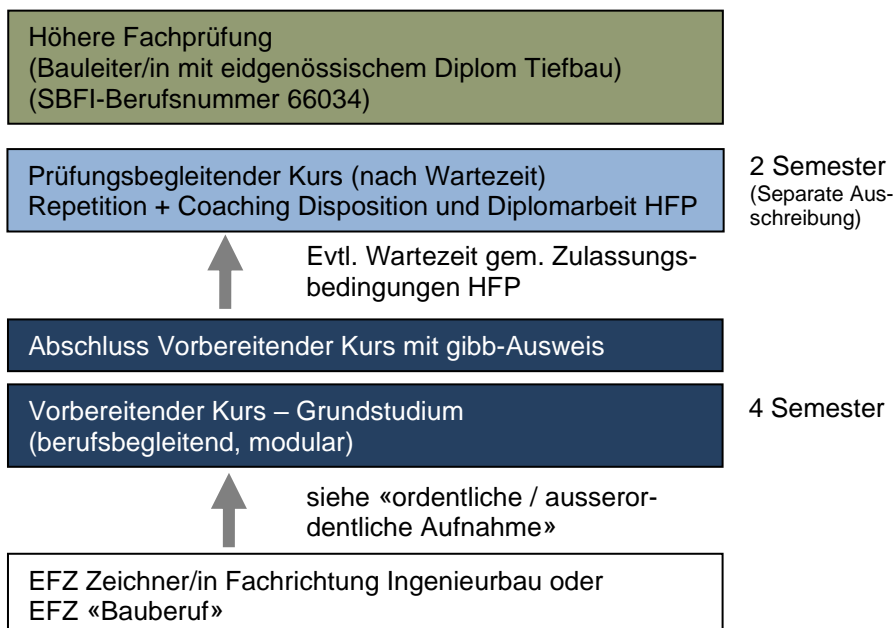 Höhere Fachprüfung
(Bauleiter/in mit eidgenössischem Diplom Tiefbau)
(SBFI-Berufsnummer 66034)
Prüfungsbegleitender Kurs (nach Wartezeit)
Repetition + Coaching Disposition und Diplomarbeit HFP
2 Semester
(Separate Aus-
schreibung)
Evtl. Wartezeit gem. Zulassungs-
bedingungen HFP
Abschluss Vorbereitender Kurs mit gibb-Ausweis
Vorbereitender Kurs – Grundstudium
(berufsbegleitend, modular)
4 Semester
siehe «ordentliche / ausseror-
dentliche Aufnahme»
EFZ Zeichner/in Fachrichtung Ingenieurbau oder
EFZ «Bauberuf»